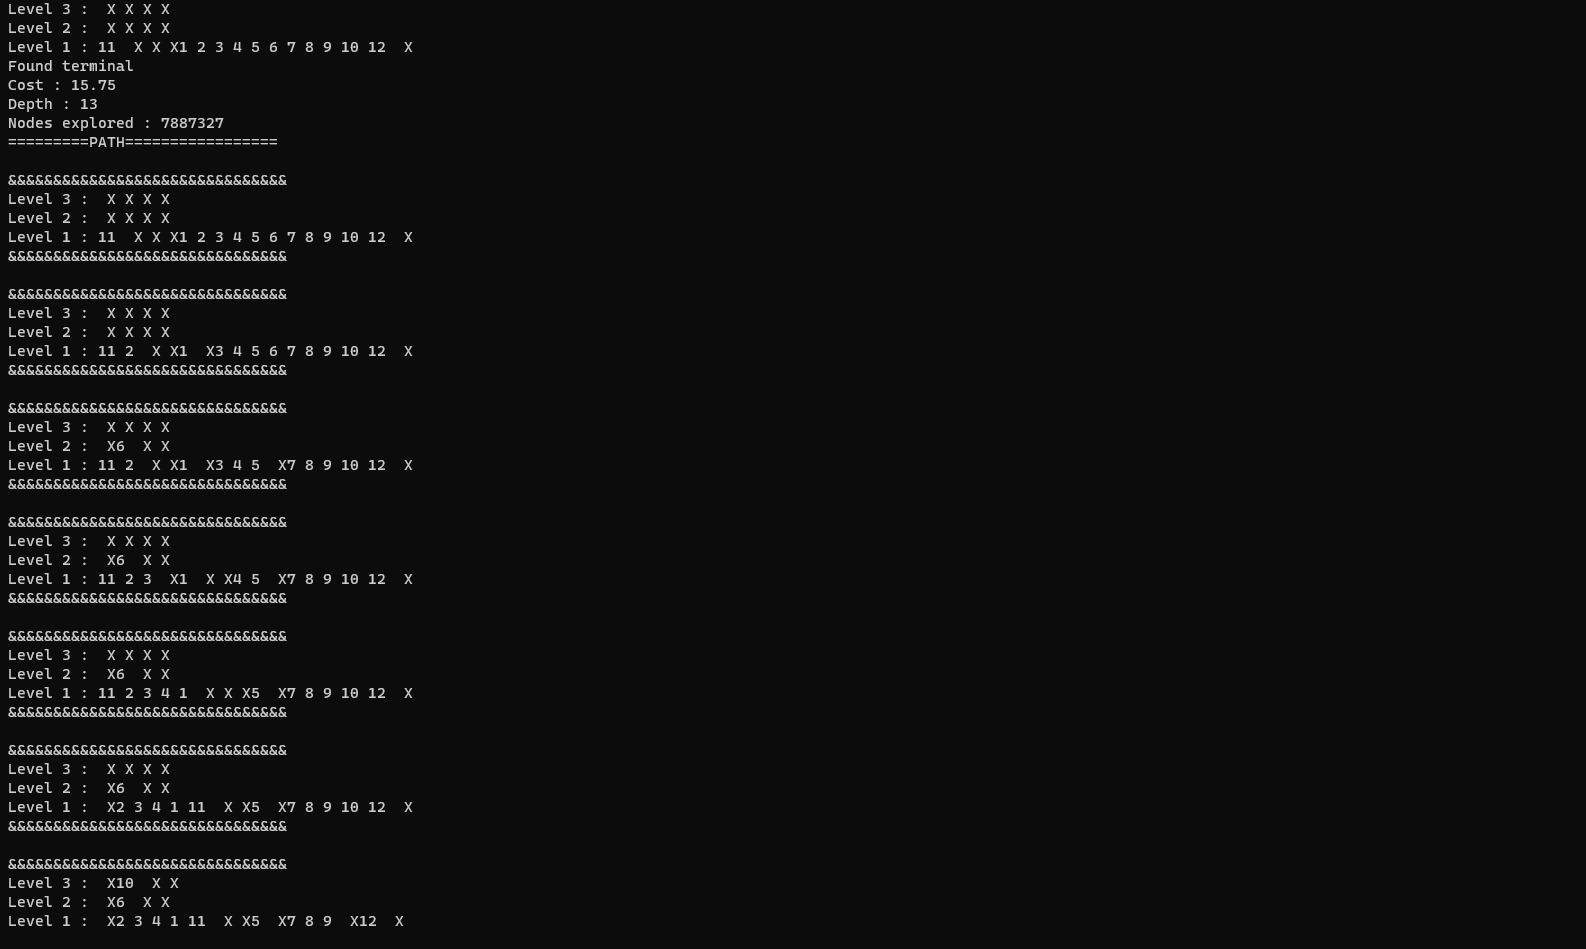 Level 3 :  X X X X
Level 2 :  X X X X
Level 1 : 11  X X X1 2 3 4 5 6 7 8 9 10 12  X
Found terminal
Cost : 15.75
Depth : 13
Nodes explored : 7887327
=========PATH=================
&&&&&&&&&&&&&&&&&&&&&&&&&&&&&&&
Level 3 :  X X X X
Level 2 :  X X X X
Level 1 : 11  X X X1 2 3 4 5 6 7 8 9 10 12  X
&&&&&&&&&&&&&&&&&&&&&&&&&&&&&&&
&&&&&&&&&&&&&&&&&&&&&&&&&&&&&&&
Level 3 :  X X X X
Level 2 :  X X X X
Level 1 : 11 2  X X1  X3 4 5 6 7 8 9 10 12  X
&&&&&&&&&&&&&&&&&&&&&&&&&&&&&&&
&&&&&&&&&&&&&&&&&&&&&&&&&&&&&&&
Level 3 :  X X X X
Level 2 :  X6  X X
Level 1 : 11 2  X X1  X3 4 5  X7 8 9 10 12  X
&&&&&&&&&&&&&&&&&&&&&&&&&&&&&&&
&&&&&&&&&&&&&&&&&&&&&&&&&&&&&&&
Level 3 :  X X X X
Level 2 :  X6  X X
Level 1 : 11 2 3  X1  X X4 5  X7 8 9 10 12  X
&&&&&&&&&&&&&&&&&&&&&&&&&&&&&&&
&&&&&&&&&&&&&&&&&&&&&&&&&&&&&&&
Level 3 :  X X X X
Level 2 :  X6  X X
Level 1 : 11 2 3 4 1  X X X5  X7 8 9 10 12  X
&&&&&&&&&&&&&&&&&&&&&&&&&&&&&&&
&&&&&&&&&&&&&&&&&&&&&&&&&&&&&&&
Level 3 :  X X X X
Level 2 :  X6  X X
Level 1 :  X2 3 4 1 11  X X5  X7 8 9 10 12  X
&&&&&&&&&&&&&&&&&&&&&&&&&&&&&&&
&&&&&&&&&&&&&&&&&&&&&&&&&&&&&&&
Level 3 :  X10  X X
Level 2 :  X6  X X
Level 1 :  X2 3 4 1 11  X X5  X7 8 9  X12  X